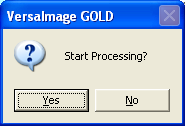 VersaImage GOLD
Start Processing?
Yes No